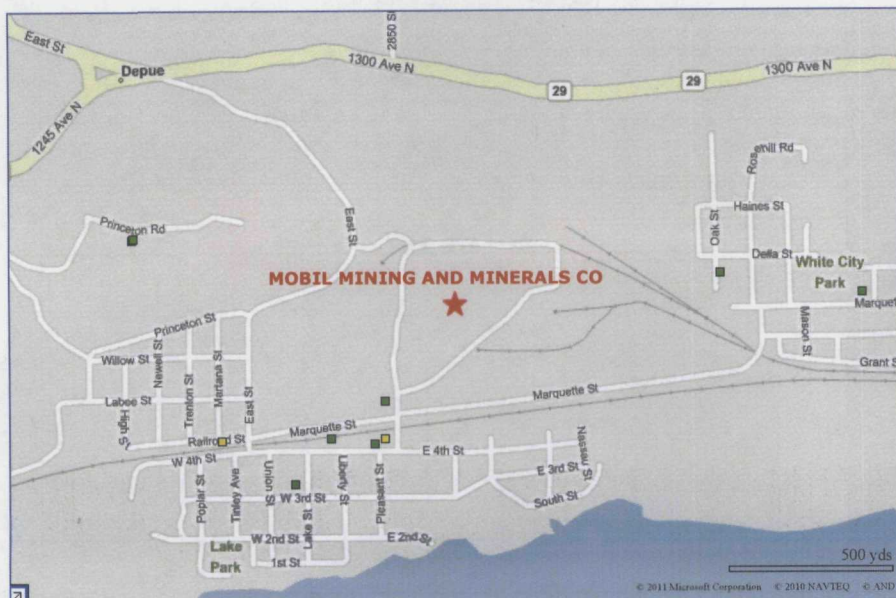 2850 St
East St
Depue
1300 Ave N
29
29
1300 Ave N
1245 Ave N
Rosehill Rd
Princeton Rd
East St
Oak St
Haines St
Della St
White City
Park
MOBIL MINING AND MINERALS CO
Princeton St
Marquett
Mason St
Willow St
Newell St
Trenton St
Martana St
East St
Grant S
Labee St
High St
Marquette St
Marquette St
Railroad St
W 4th St
E 4th St
Nassau St
Poplar St
Tinley Ave
Union St
Lake St
Liberty St
Pleasant St
E 3rd St
W 3rd St
South St
W 2nd St
E 2nd St
Lake
Park
1st St
500 yds
© 2011 Microsoft Corporation © 2010 NAVTEQ © AND